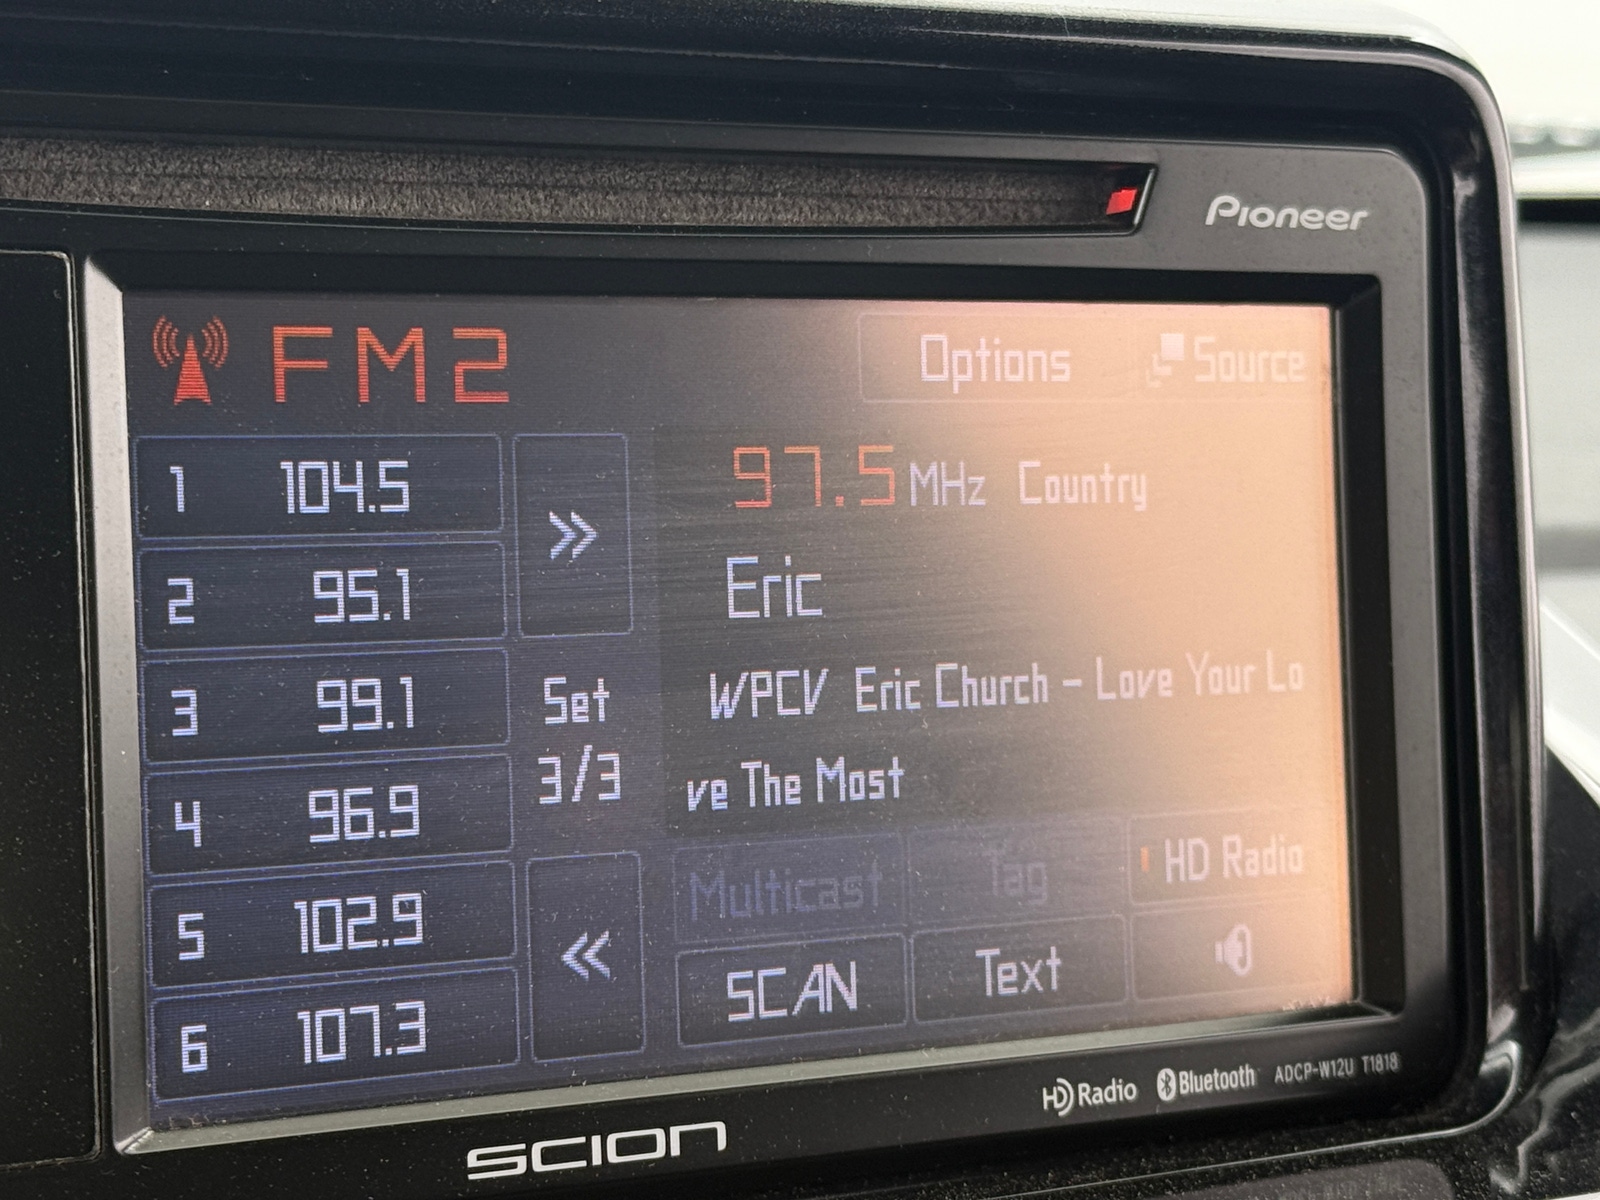 Pioneer
FM2
Options
Source
1 104.5
2 95.1
3 99.1
4 96.9
5 102.9
6 107.3
Set
3/3
97.5 MHz Country
Eric
WPCV Eric Church - Love Your Lo
ve The Most
Multicast
Tag
HD Radio
SCAN
Text
HD Radio
Bluetooth
ADCP-W12U T1818
SCION